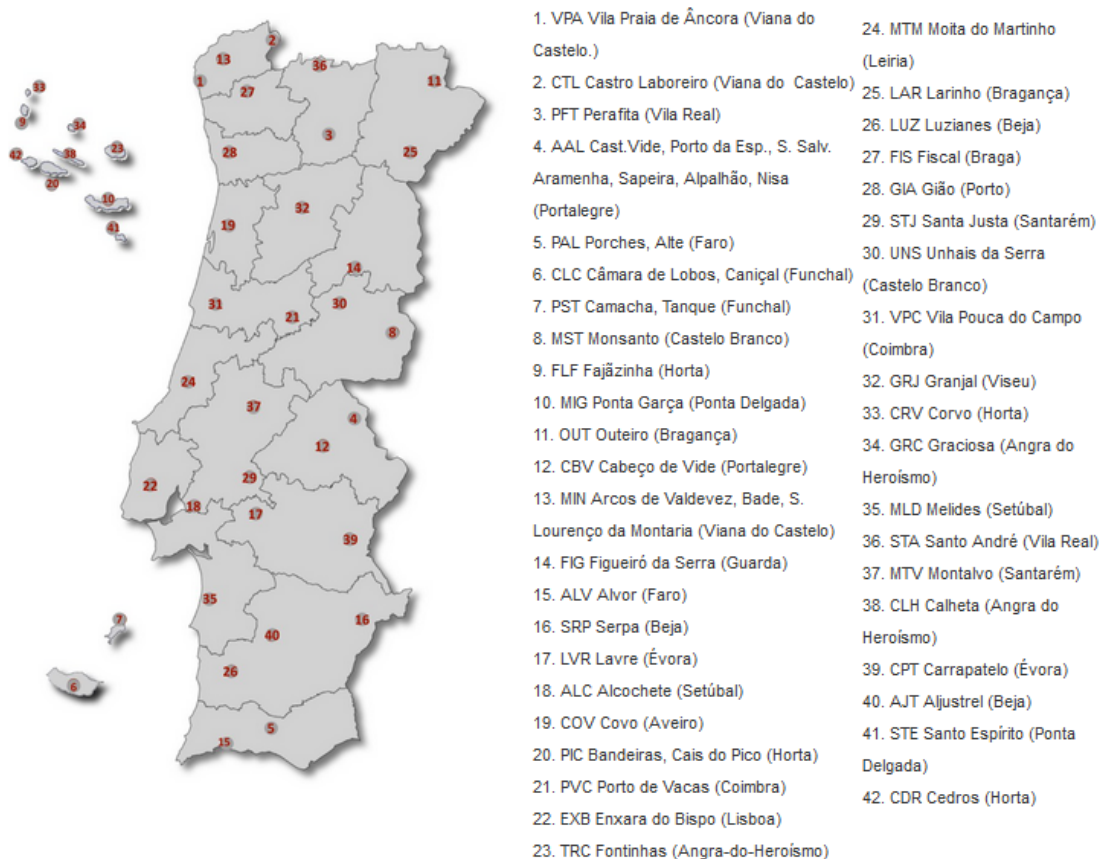 1. VPA Vila Praia de Âncora (Viana do
Castelo.)
2. CTL Castro Laboreiro (Viana do Castelo)
3. PFT Perafita (Vila Real)
4. AAL Cast.Vide, Porto da Esp., S. Salv.
Aramenha, Sapeira, Alpalhão, Nisa
(Portalegre)
5. PAL Porches, Alte (Faro)
6. CLC Câmara de Lobos, Caniçal (Funchal)
7. PST Camacha, Tanque (Funchal)
8. MST Monsanto (Castelo Branco)
9. FLF Fajãzinha (Horta)
10. MIG Ponta Garça (Ponta Delgada)
11. OUT Outeiro (Bragança)
12. CBV Cabeço de Vide (Portalegre)
13. MIN Arcos de Valdevez, Bade, S.
Lourenço da Montaria (Viana do Castelo)
14. FIG Figueiró da Serra (Guarda)
15. ALV Alvor (Faro)
16. SRP Serpa (Beja)
17. LVR Lavre (Évora)
18. ALC Alcochete (Setúbal)
19. COV Covo (Aveiro)
20. PIC Bandeiras, Cais do Pico (Horta)
21. PVC Porto de Vacas (Coimbra)
22. EXB Enxara do Bispo (Lisboa)
23. TRC Fontinhas (Angra-do-Heroísmo)
24. MTM Moita do Martinho
(Leiria)
25. LAR Larinho (Bragança)
26. LUZ Luzianes (Beja)
27. FIS Fiscal (Braga)
28. GIA Gião (Porto)
29. STJ Santa Justa (Santarém)
30. UNS Unhais da Serra
(Castelo Branco)
31. VPC Vila Pouca do Campo
(Coimbra)
32. GRJ Granjal (Viseu)
33. CRV Corvo (Horta)
34. GRC Graciosa (Angra do
Heroísmo)
35. MLD Melides (Setúbal)
36. STA Santo André (Vila Real)
37. MTV Montalvo (Santarém)
38. CLH Calheta (Angra do
Heroísmo)
39. CPT Carrapatelo (Évora)
40. AJT Aljustrel (Beja)
41. STE Santo Espírito (Ponta
Delgada)
42. CDR Cedros (Horta)
2
13
36
1
27
11
33
9
34
3
42
38
23
28
25
20
10
32
41
19
14
31
21
30
8
24
37
4
12
22
29
18
17
39
35
7
16
40
26
6
5
15